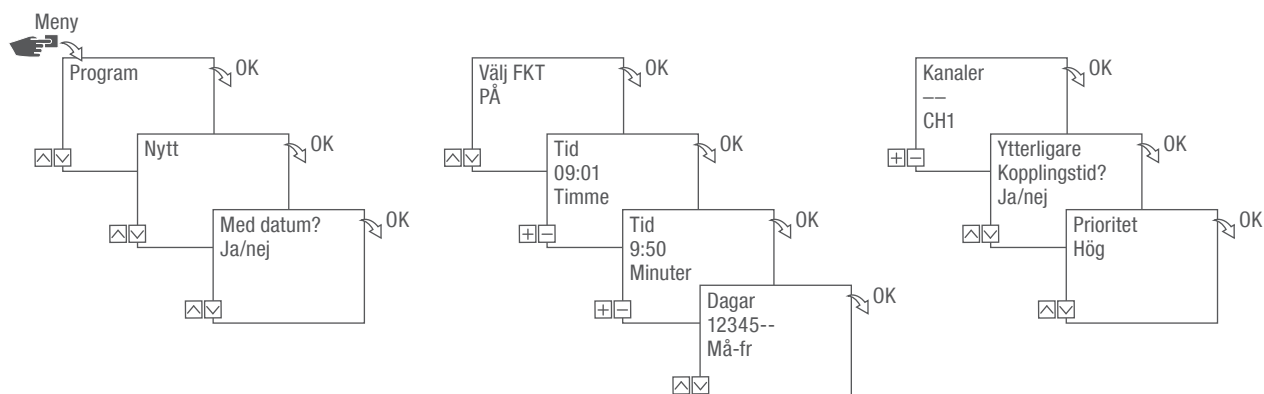 Meny
Program
OK
Nytt
OK
Med datum?
Ja/nej
OK
Välj FKT
PÅ
OK
Tid
09:01
Timme
OK
Tid
9:50
Minuter
OK
Dagar
12345--
Må-fr
OK
Kanaler
––
CH1
OK
Ytterligare
Kopplingstid?
Ja/nej
OK
Prioritet
Hög
OK